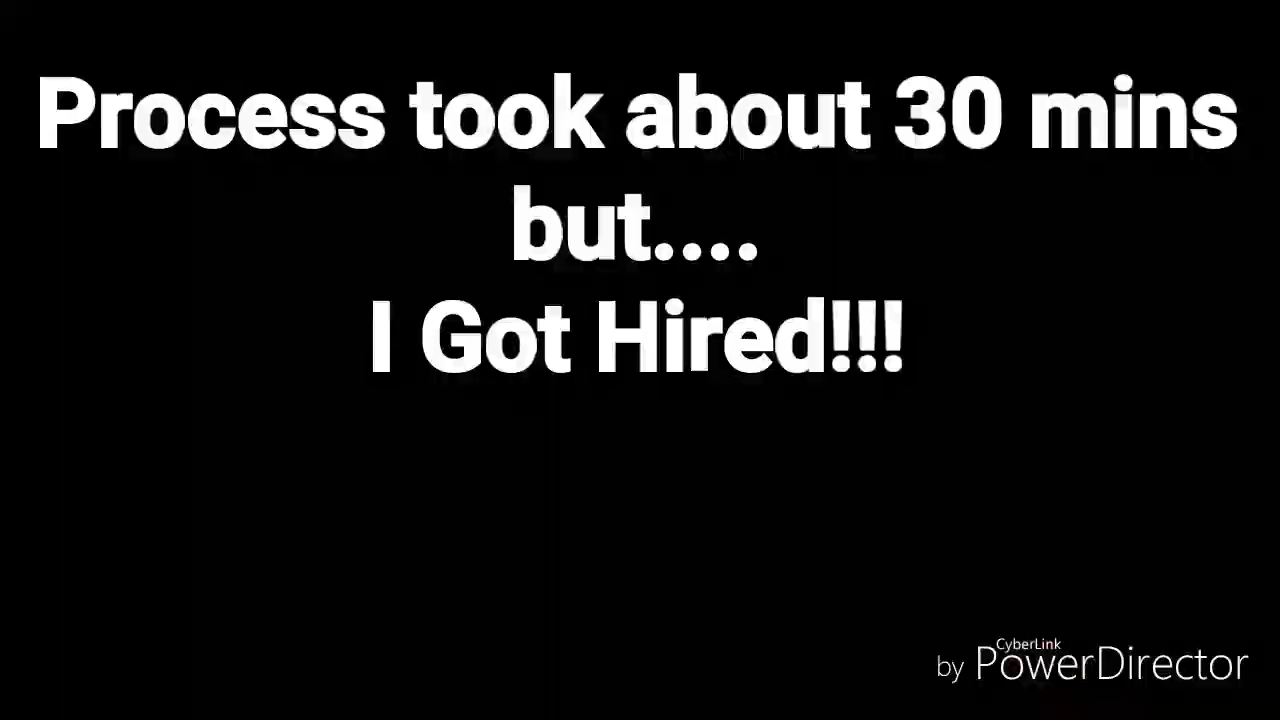 Process took about 30 mins
but....
I Got Hired!!!
CyberLink
by PowerDirector